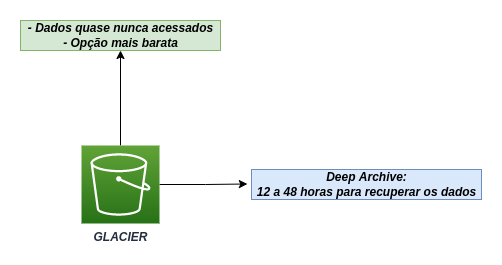 - Dados quase nunca acessados
- Opção mais barata
Deep Archive:
12 a 48 horas para recuperar os dados
GLACIER